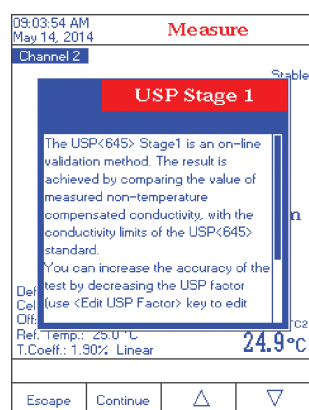 09:03:54 AM
May 14, 2014
Measure
Channel 2
Stable
USP Stage 1
The USP<645> Stage1 is an on-line
validation method. The result is
achieved by comparing the value of
measured non-temperature
compensated conductivity, with the
conductivity limits of the USP<645>
standard.
You can increase the accuracy of the
test by decreasing the USP factor
(use <Edit USP Factor> key to edit
Ref. Temp.: 25.0°C
T.Coeff.: 1.90% Linear
24.9°C
Escape
Continue